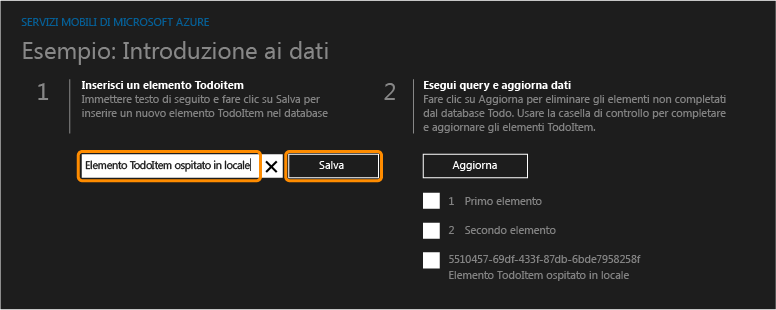 SERVIZI MOBILI DI MICROSOFT AZURE
Esempio: Introduzione ai dati
1
Inserisci un elemento Todoitem
Immettere testo di seguito e fare clic su Salva per
inserire un nuovo elemento TodoItem nel database
Elemento TodoItem ospitato in locale
Salva
2
Esegui query e aggiorna dati
Fare clic su Aggiorna per eliminare gli elementi non completati
dal database Todo. Usare la casella di controllo per completare
e aggiornare gli elementi TodoItem.
Aggiorna
1 Primo elemento
2 Secondo elemento
5510457-69df-433f-87db-6bde7958258f
Elemento TodoItem ospitato in locale